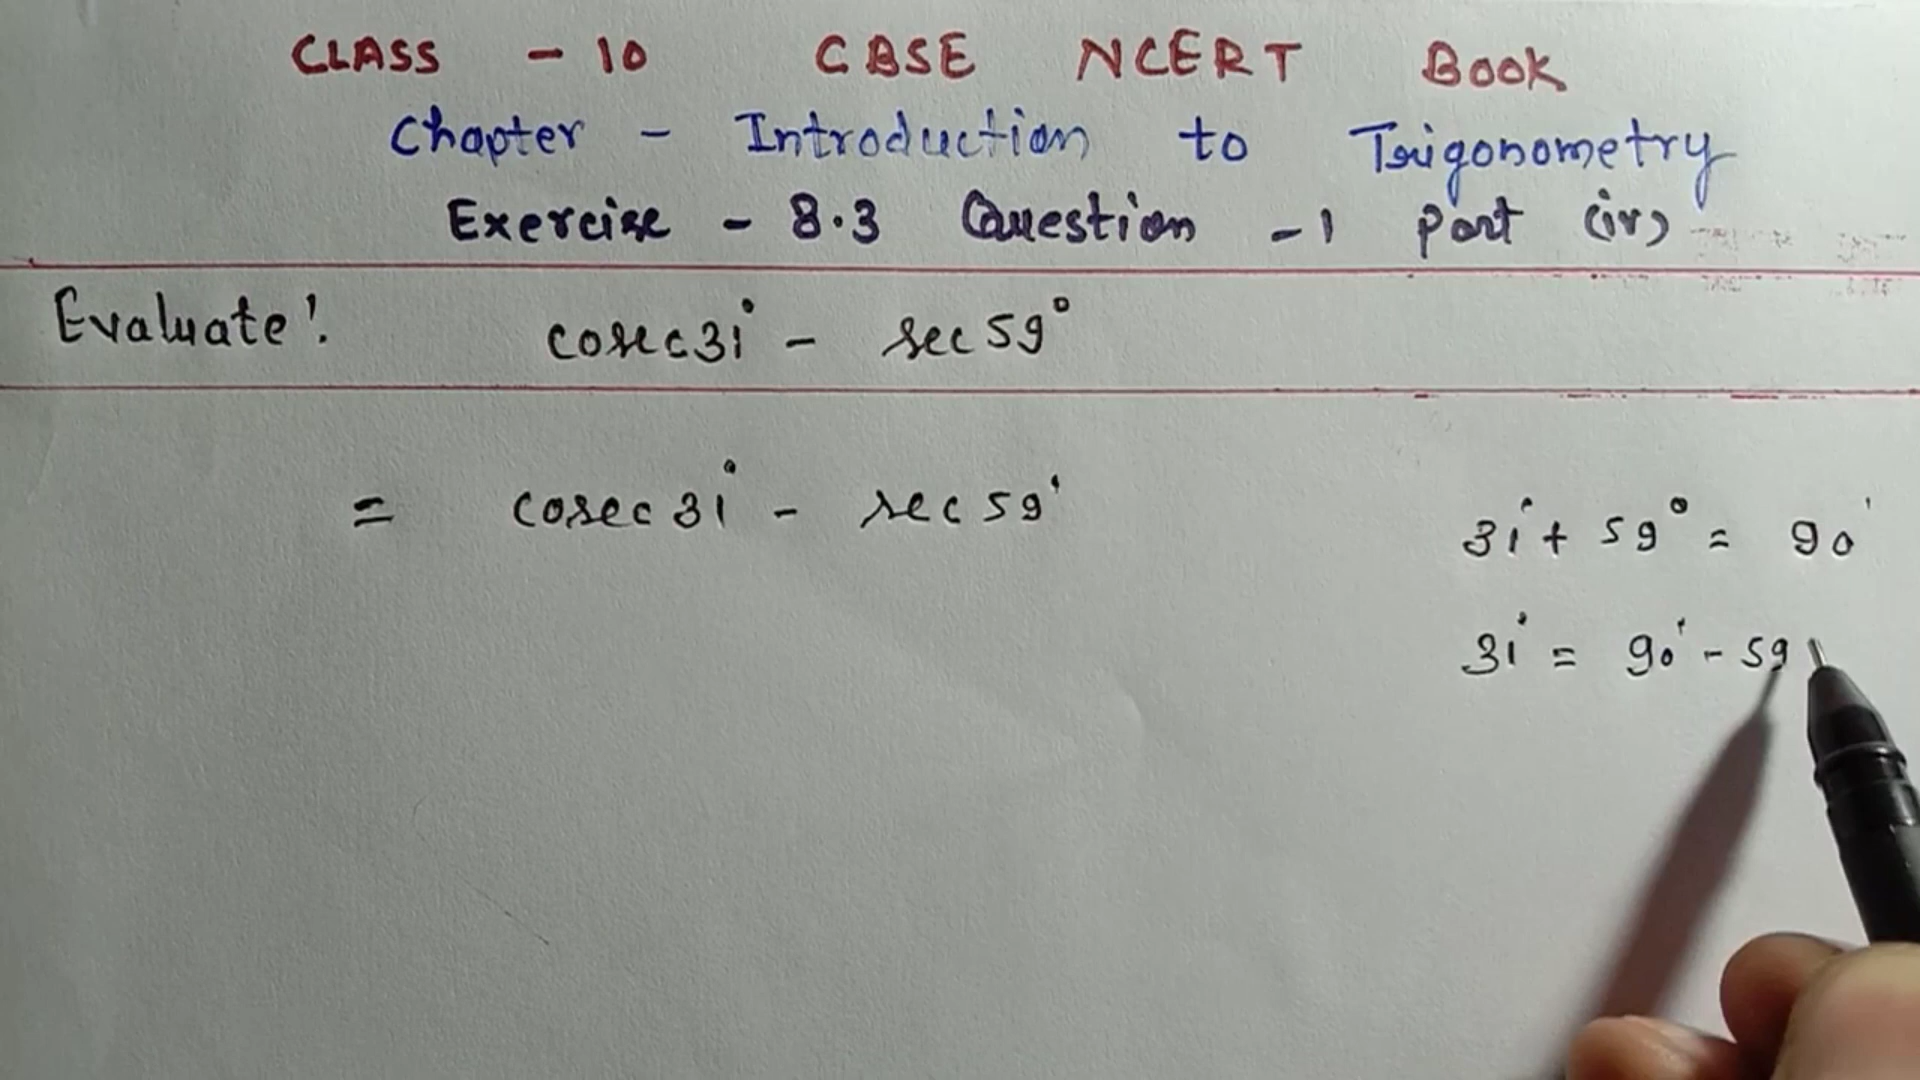 CLASS - 10 CBSE NCERT Book
Chapter - Introduction to Trigonometry
Exercise - 8.3 Question - 1 part (iv)
Evaluate: cosec31° - sec59°
= cosec31° - sec59°
31° + 59° = 90°
31° = 90° - 59